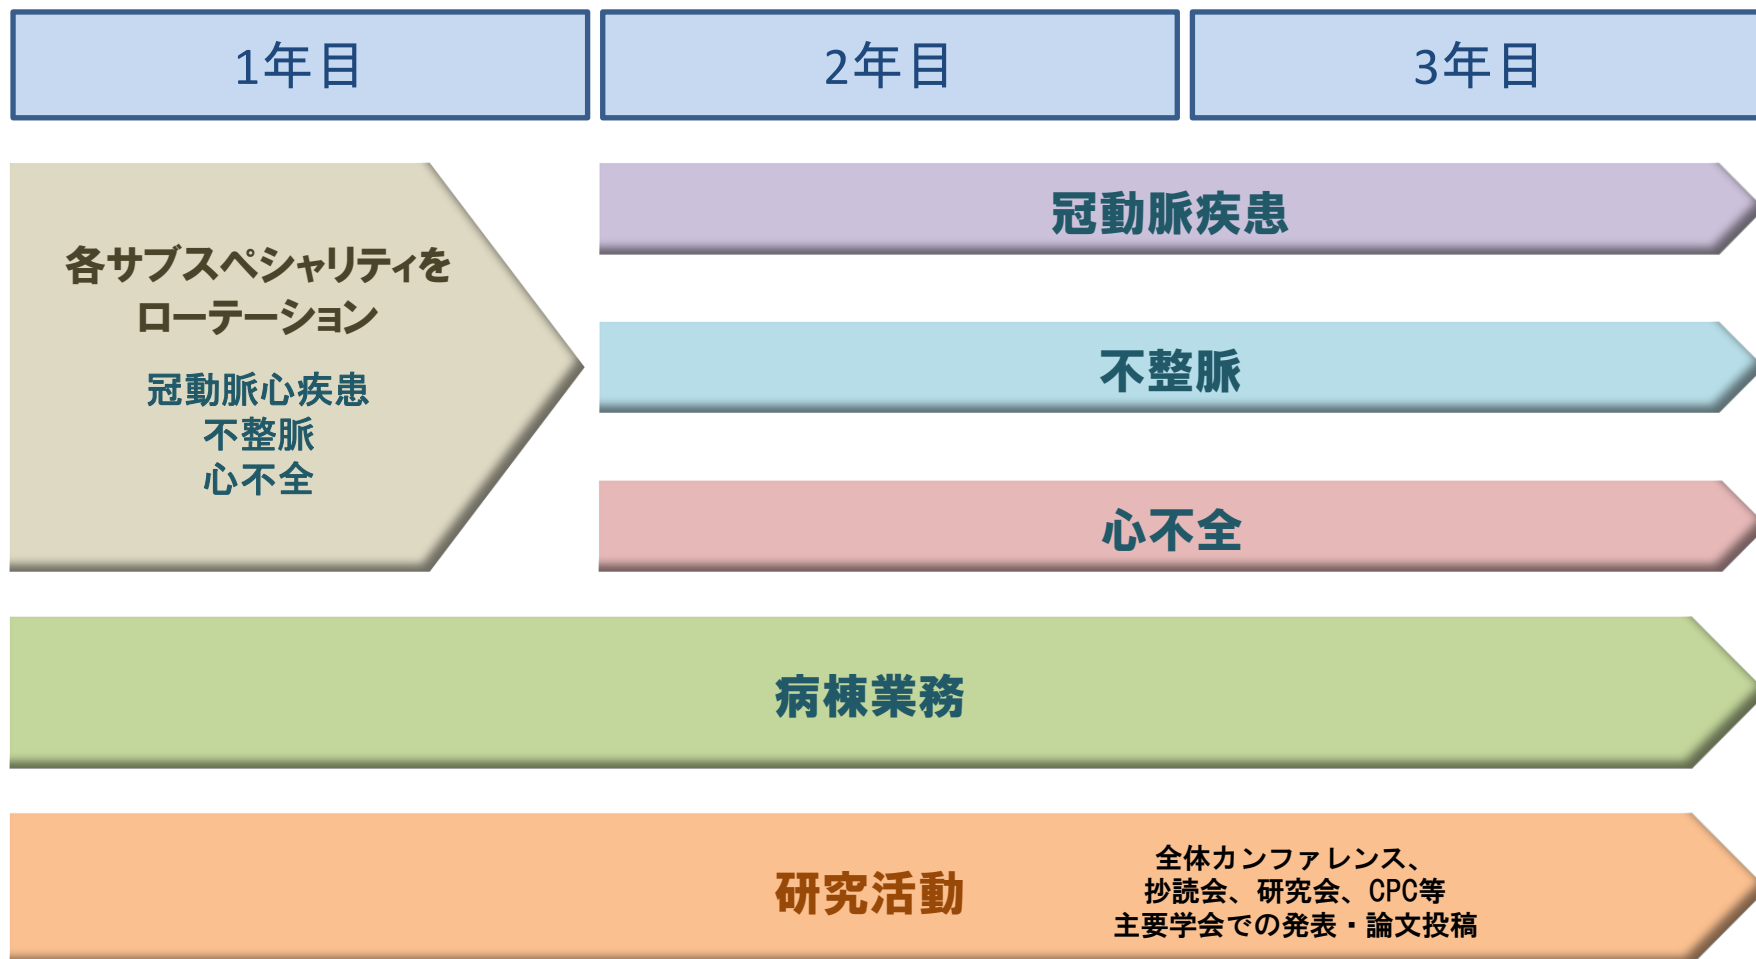 1年目
2年目
3年目
各サブスペシャリティを
ローテーション
冠動脈心疾患
不整脈
心不全
冠動脈疾患
不整脈
心不全
病棟業務
研究活動
全体カンファレンス、
抄読会、研究会、CPC等
主要学会での発表・論文投稿